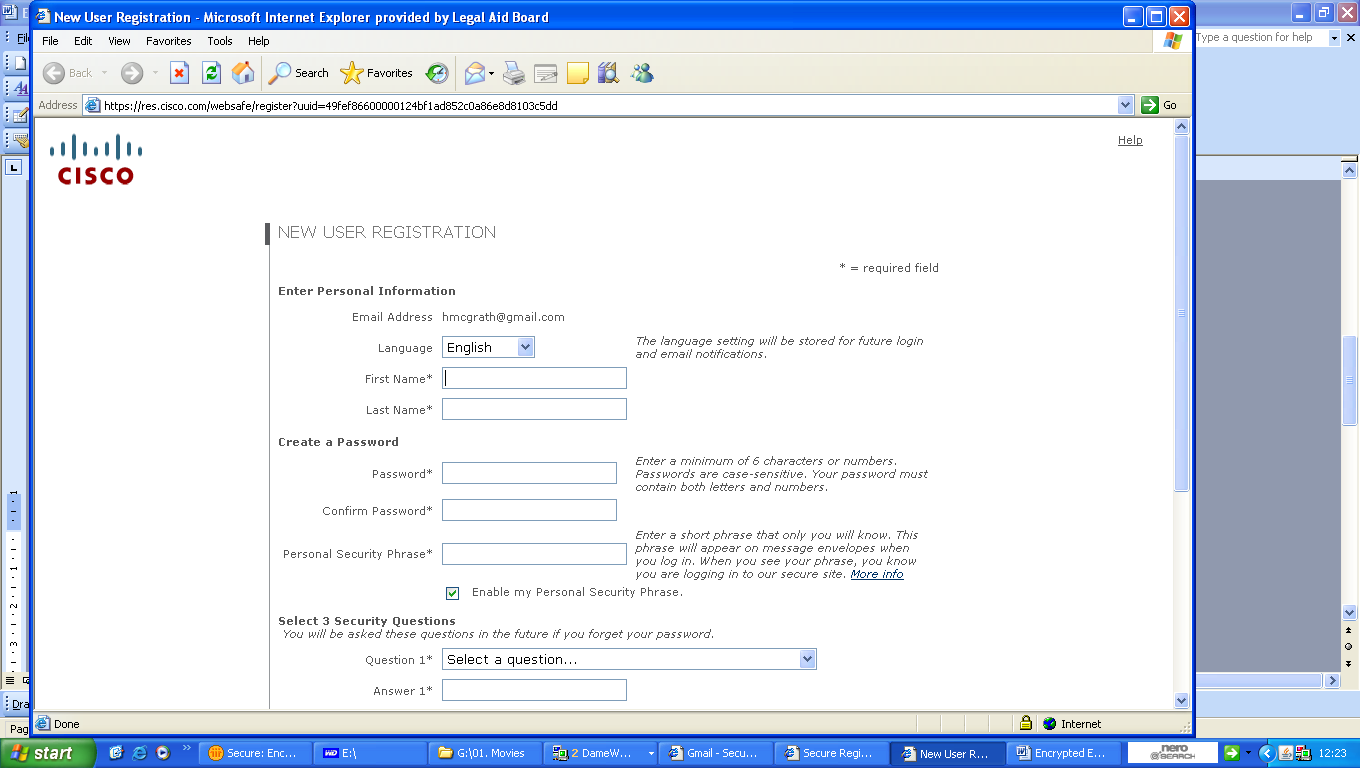 New User Registration - Microsoft Internet Explorer provided by Legal Aid Board
File Edit View Favorites Tools Help
Type a question for help
Back Search Favorites
Address https://res.cisco.com/websafe/register?uuid=49fef86600000124bf1ad852c0a86e8d8103c5dd Go
Help
CISCO
NEW USER REGISTRATION
* = required field
Enter Personal Information
Email Address hmcgrath@gmail.com
Language English
The language setting will be stored for future login
and email notifications.
First Name*
Last Name*
Create a Password
Password*
Enter a minimum of 6 characters or numbers.
Passwords are case-sensitive. Your password must
contain both letters and numbers.
Confirm Password*
Personal Security Phrase*
Enter a short phrase that only you will know. This
phrase will appear on message envelopes when
you log in. When you see your phrase, you know
you are logging in to our secure site. More info
Enable my Personal Security Phrase.
Select 3 Security Questions
You will be asked these questions in the future if you forget your password.
Question 1* Select a question...
Answer 1*
Done Internet
start Secure: Enc... E:\ G:\01. Movies 2 DameW... Gmail - Secu... Secure Regi... New User R... Encrypted E... nero SEARCH 12:23